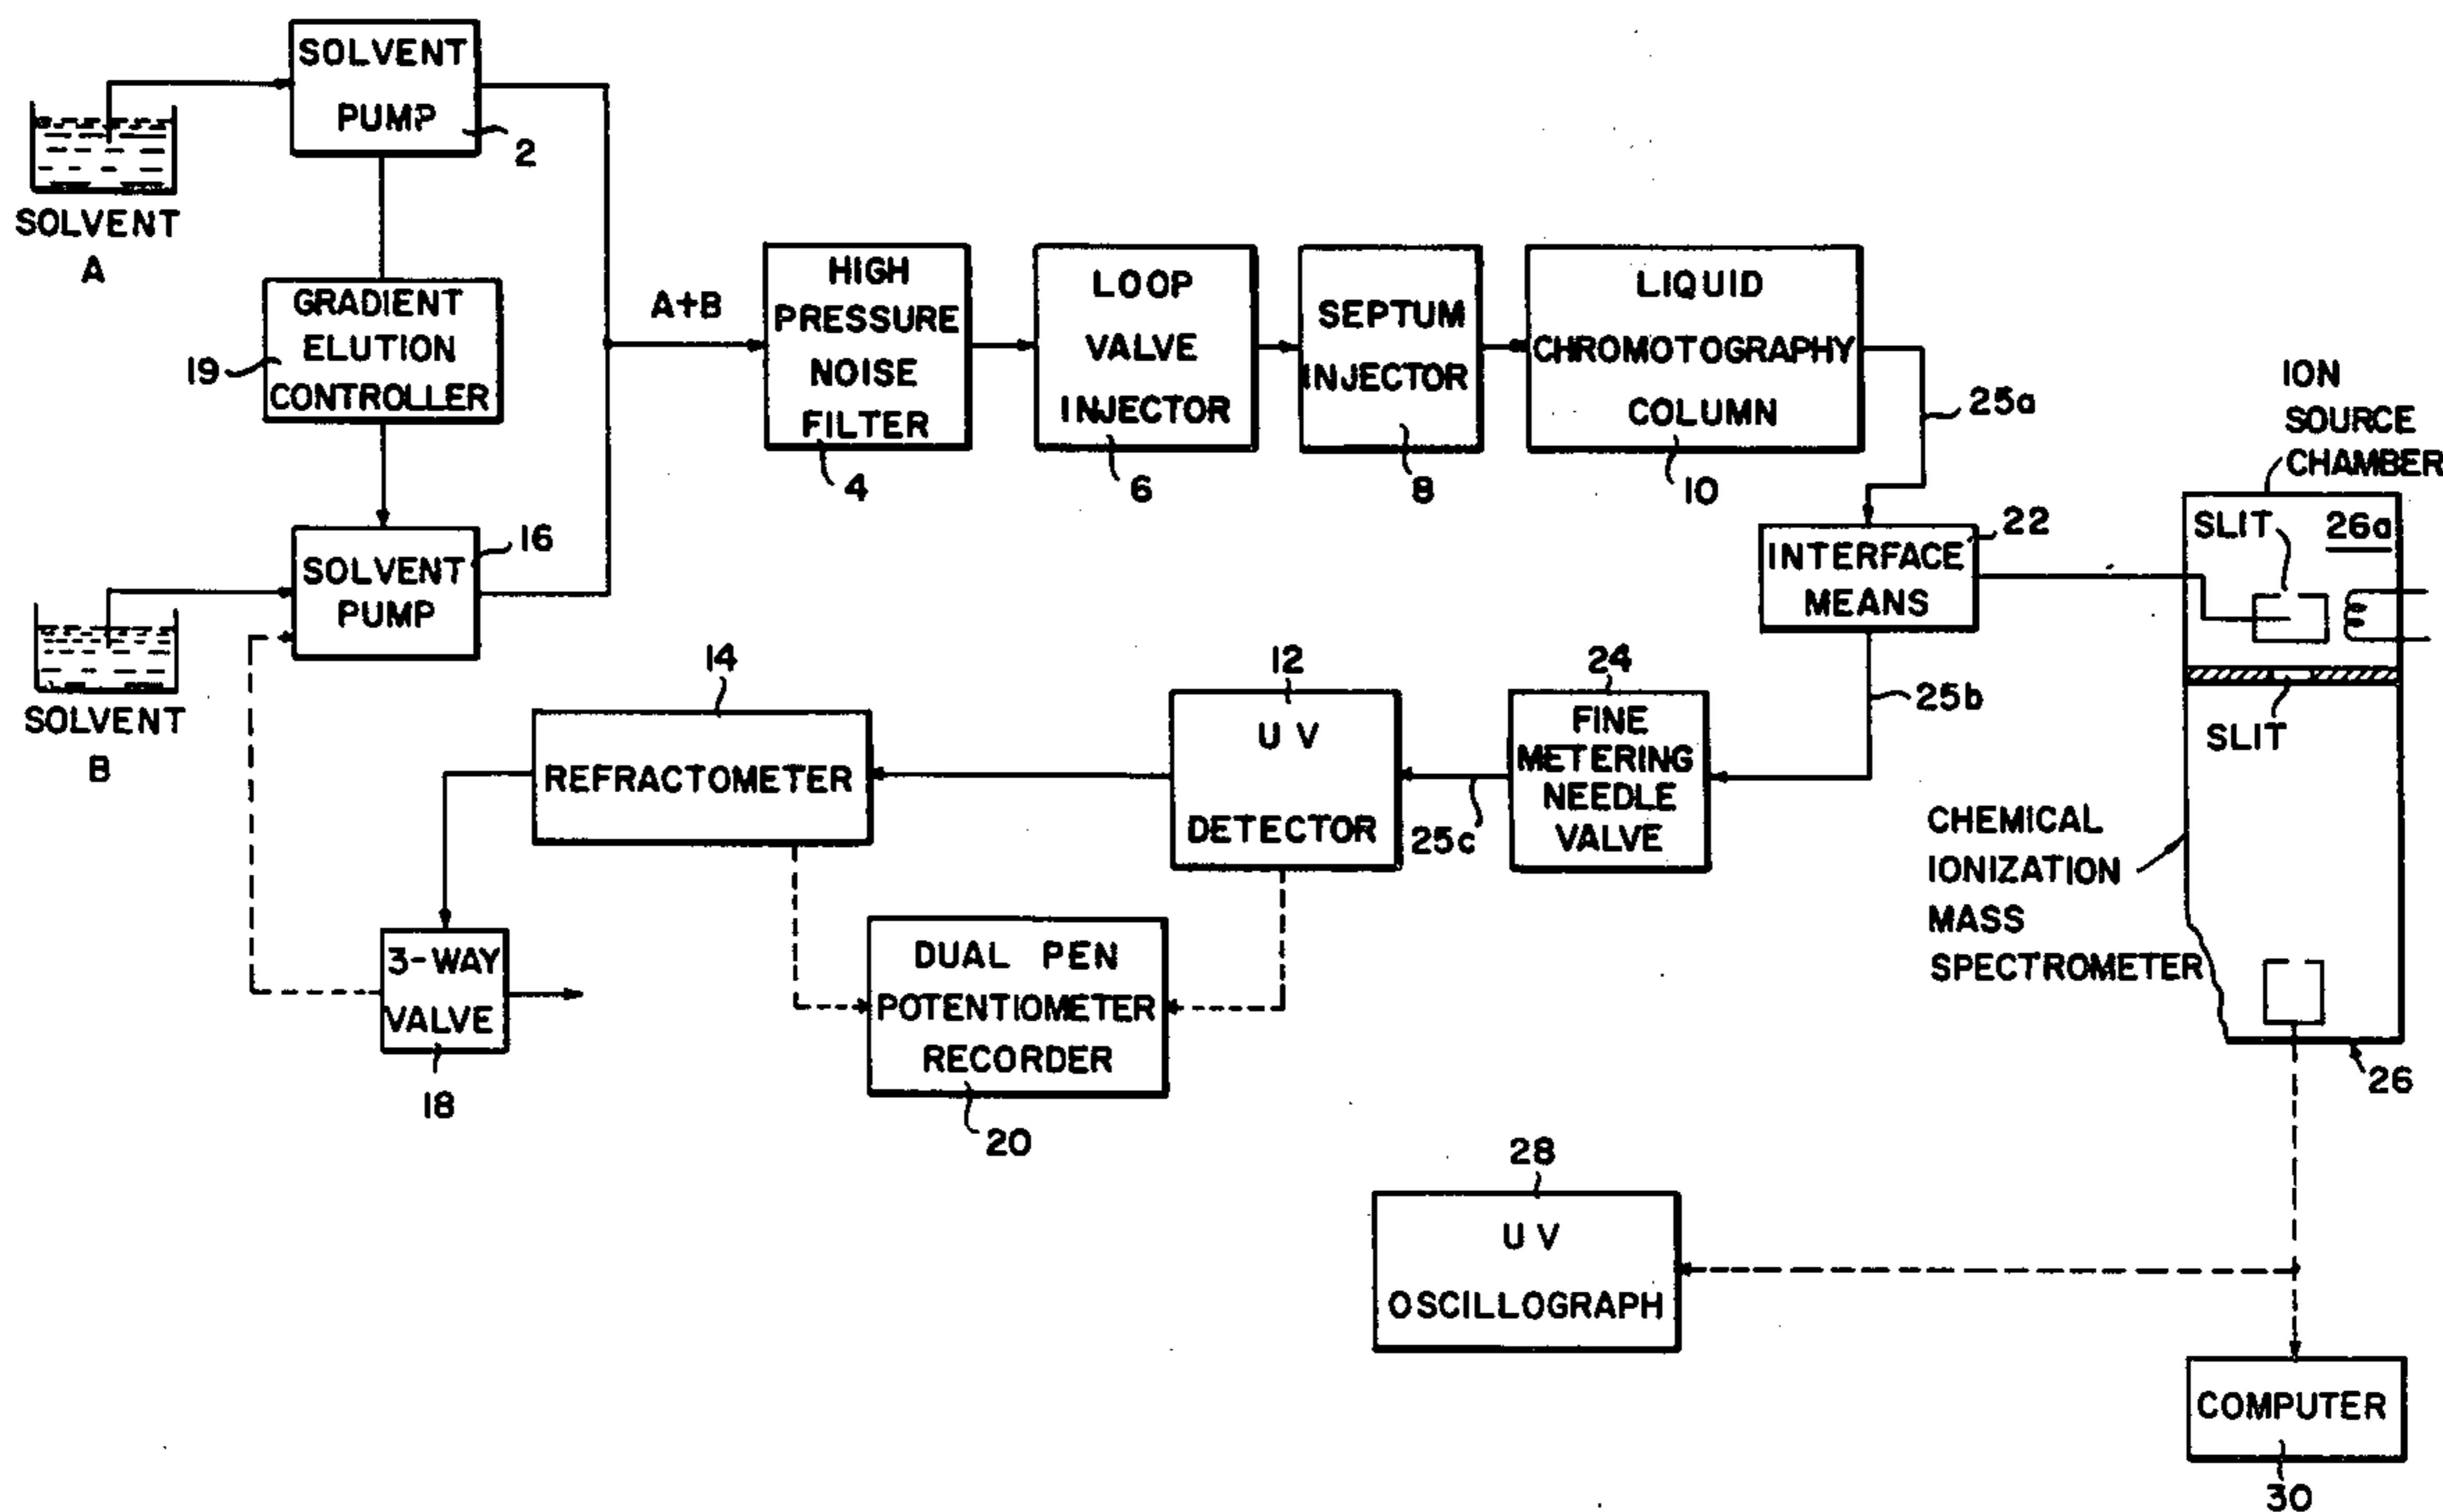 SOLVENT
PUMP
2
SOLVENT
A
GRADIENT
ELUTION
CONTROLLER
19
SOLVENT
PUMP
16
SOLVENT
B
A+B
HIGH
PRESSURE
NOISE
FILTER
4
LOOP
VALVE
INJECTOR
6
SEPTUM
INJECTOR
8
LIQUID
CHROMOTOGRAPHY
COLUMN
10
25a
INTERFACE
MEANS
22
ION
SOURCE
CHAMBER
SLIT
26a
SLIT
CHEMICAL
IONIZATION
MASS
SPECTROMETER
26
25b
24
FINE
METERING
NEEDLE
VALVE
25c
12
UV
DETECTOR
14
REFRACTOMETER
3-WAY
VALVE
18
DUAL PEN
POTENTIOMETER
RECORDER
20
28
UV
OSCILLOGRAPH
COMPUTER
30